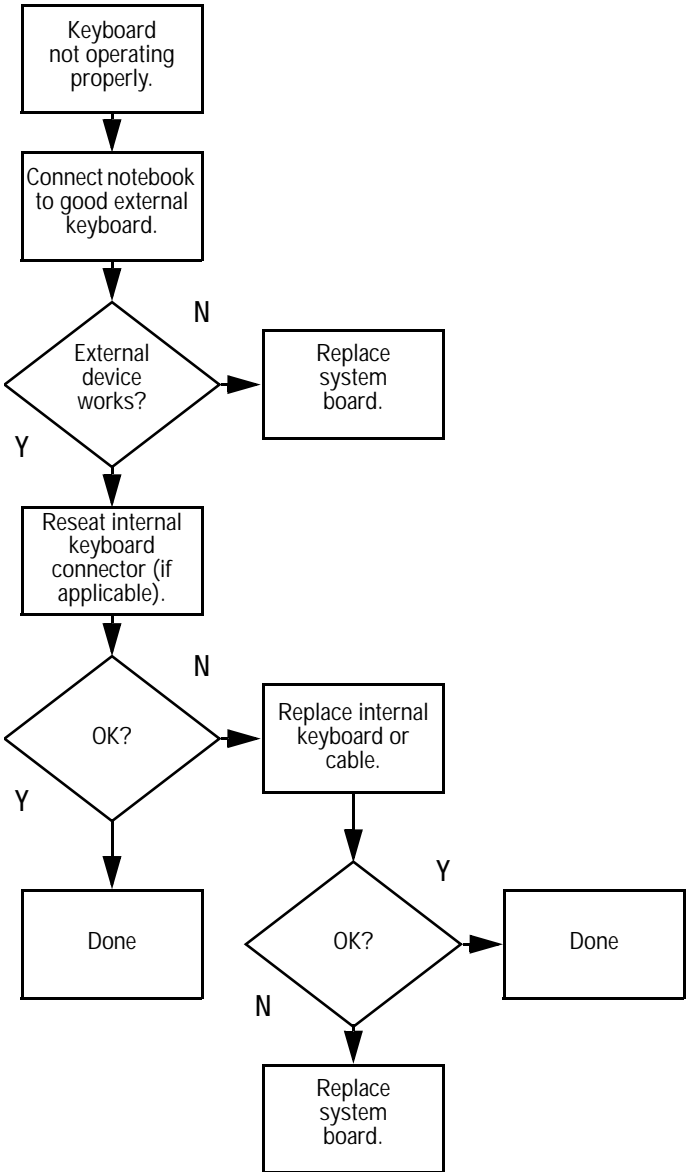 Keyboard
not operating
properly.
Connect notebook
to good external
keyboard.
N
External
device
works?
Replace
system
board.
Y
Reseat internal
keyboard
connector (if
applicable).
N
OK?
Replace internal
keyboard or
cable.
Y
Y
Done
OK?
Done
N
Replace
system
board.